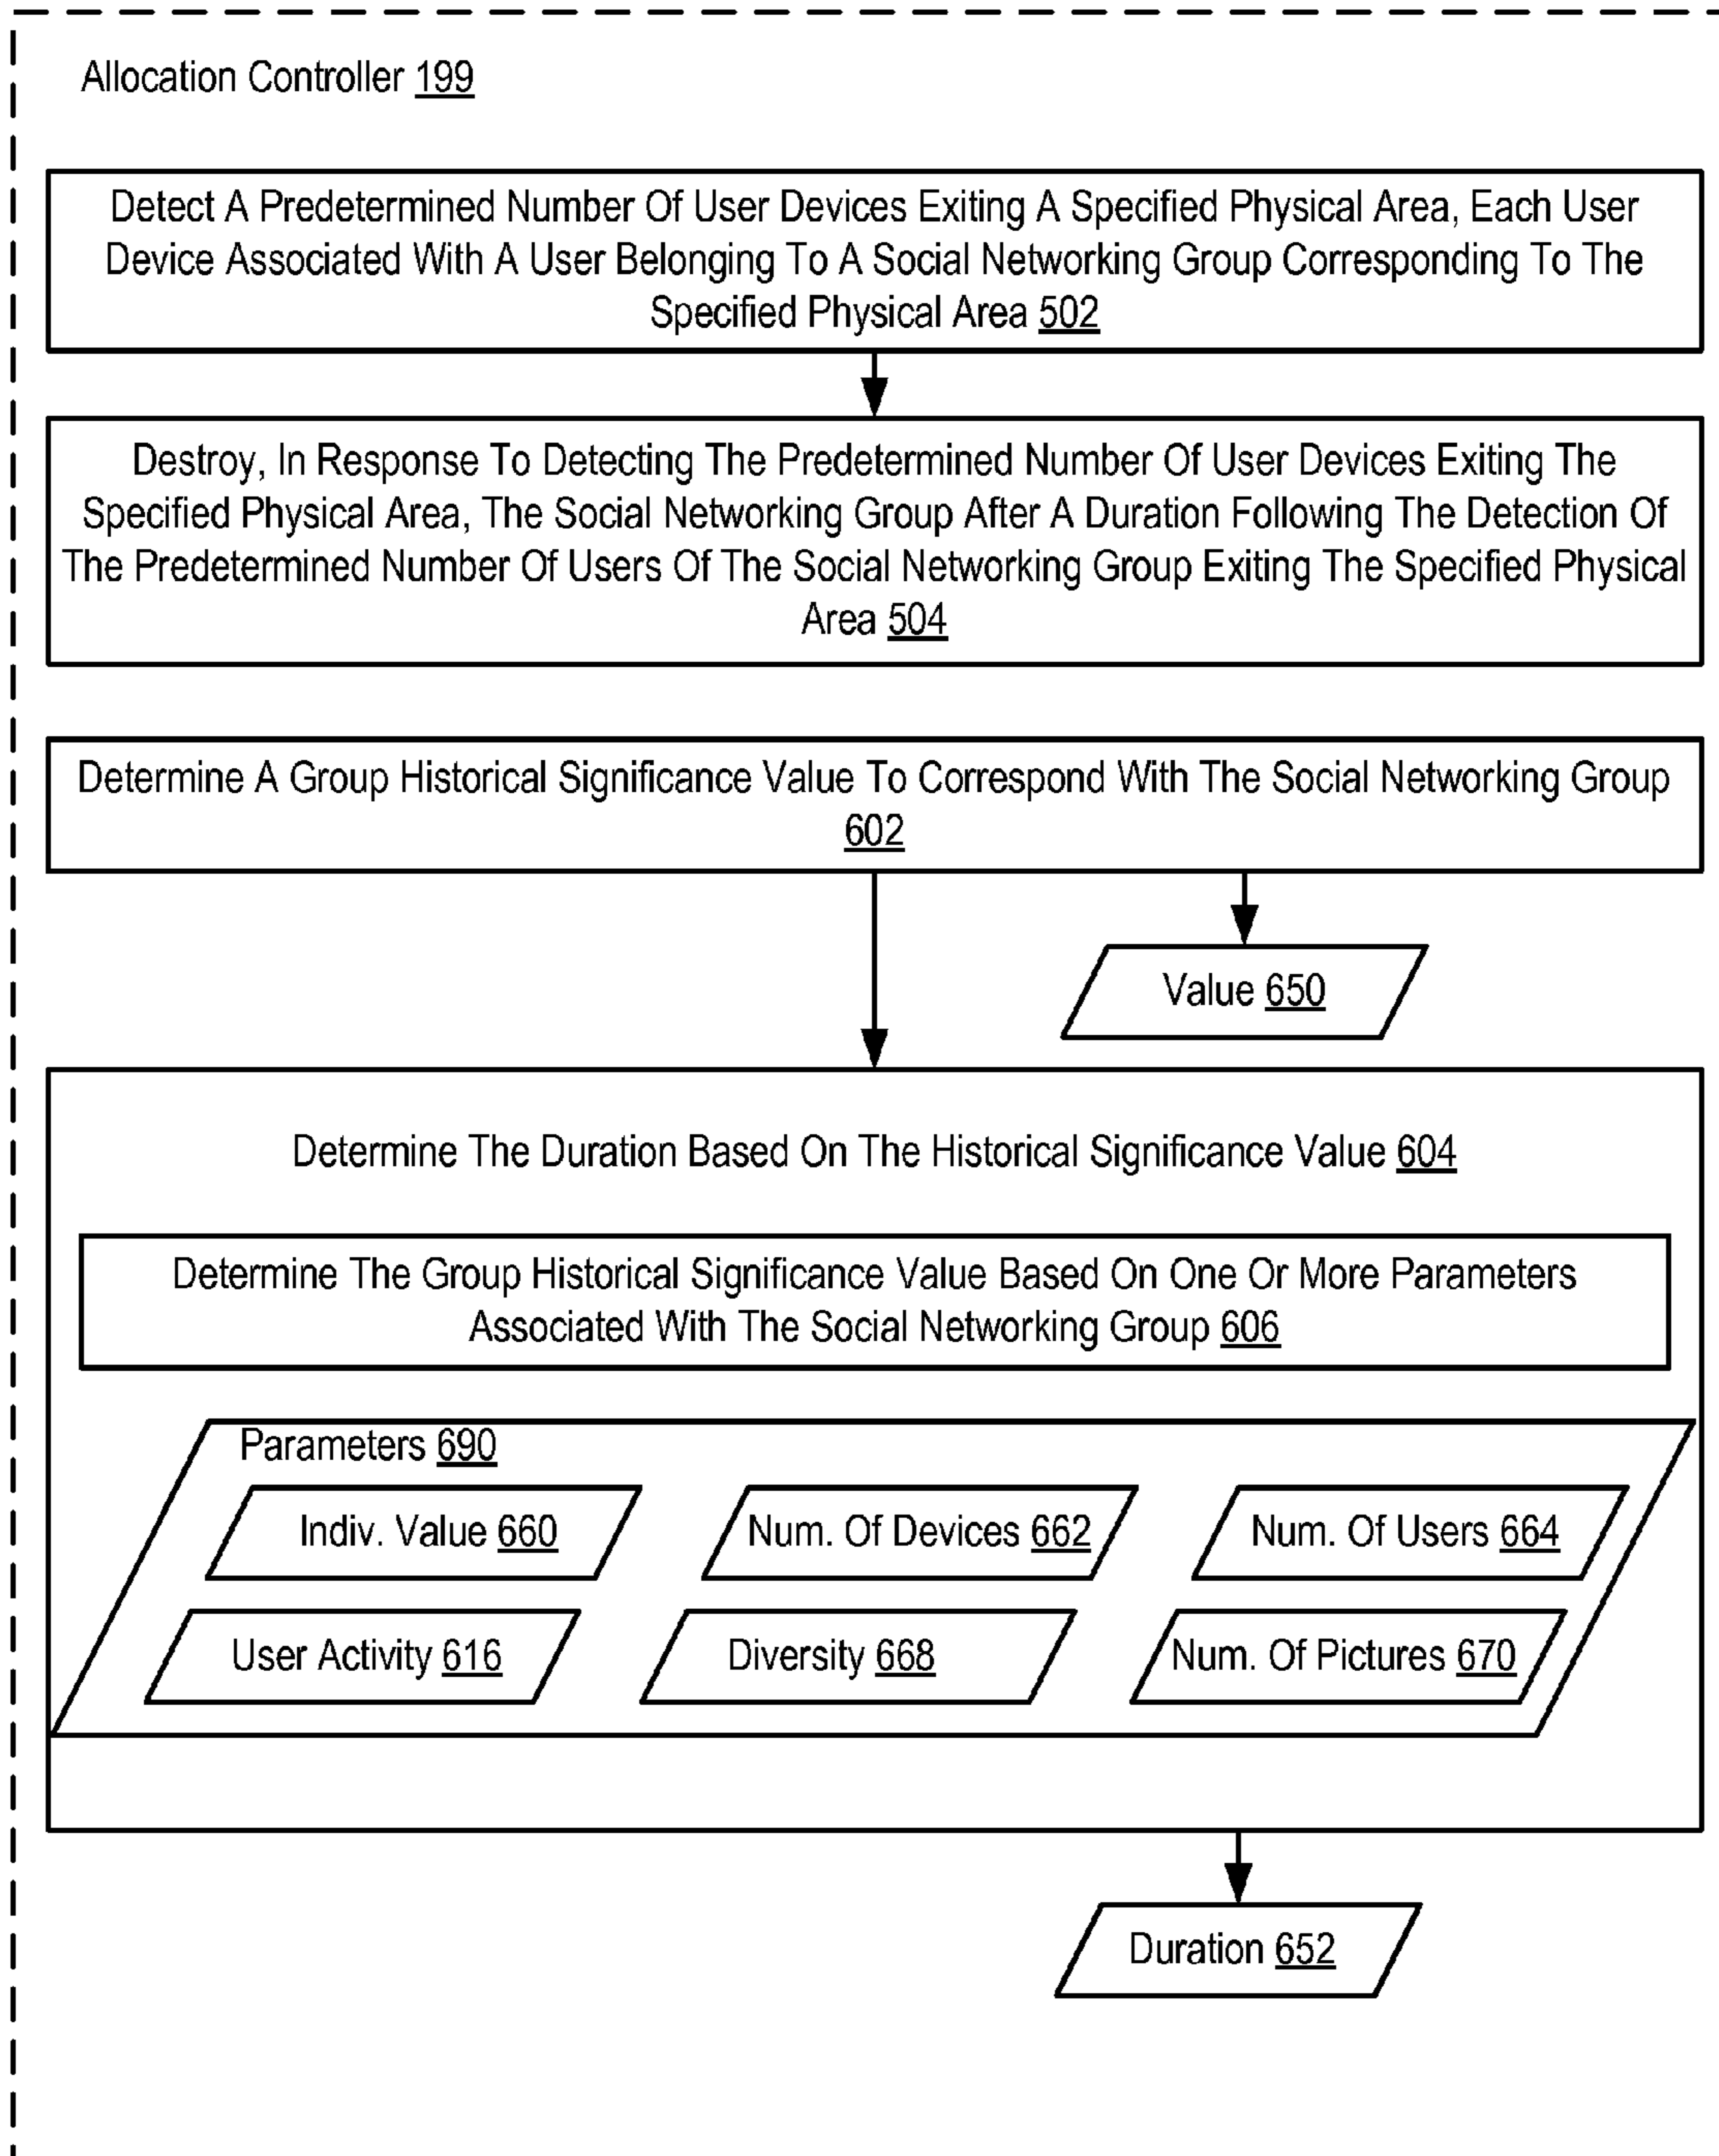 Allocation Controller 199
Detect A Predetermined Number Of User Devices Exiting A Specified Physical Area, Each User
Device Associated With A User Belonging To A Social Networking Group Corresponding To The
Specified Physical Area 502
Destroy, In Response To Detecting The Predetermined Number Of User Devices Exiting The
Specified Physical Area, The Social Networking Group After A Duration Following The Detection Of
The Predetermined Number Of Users Of The Social Networking Group Exiting The Specified Physical
Area 504
Determine A Group Historical Significance Value To Correspond With The Social Networking Group
602
Value 650
Determine The Duration Based On The Historical Significance Value 604
Determine The Group Historical Significance Value Based On One Or More Parameters
Associated With The Social Networking Group 606
Parameters 690
Indiv. Value 660
Num. Of Devices 662
Num. Of Users 664
User Activity 616
Diversity 668
Num. Of Pictures 670
Duration 652